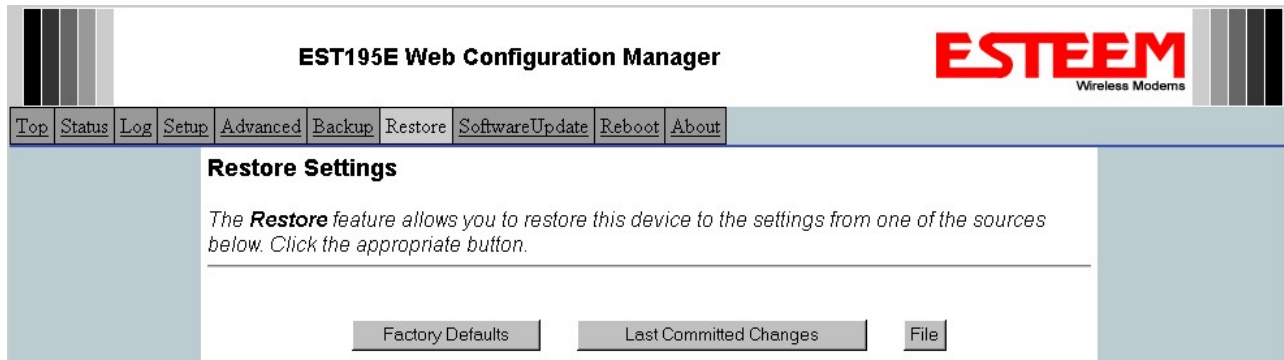 EST195E Web Configuration Manager
ESTEEM
Wireless Modems
Top Status Log Setup Advanced Backup Restore SoftwareUpdate Reboot About
Restore Settings
The Restore feature allows you to restore this device to the settings from one of the sources
below. Click the appropriate button.
Factory Defaults Last Committed Changes File